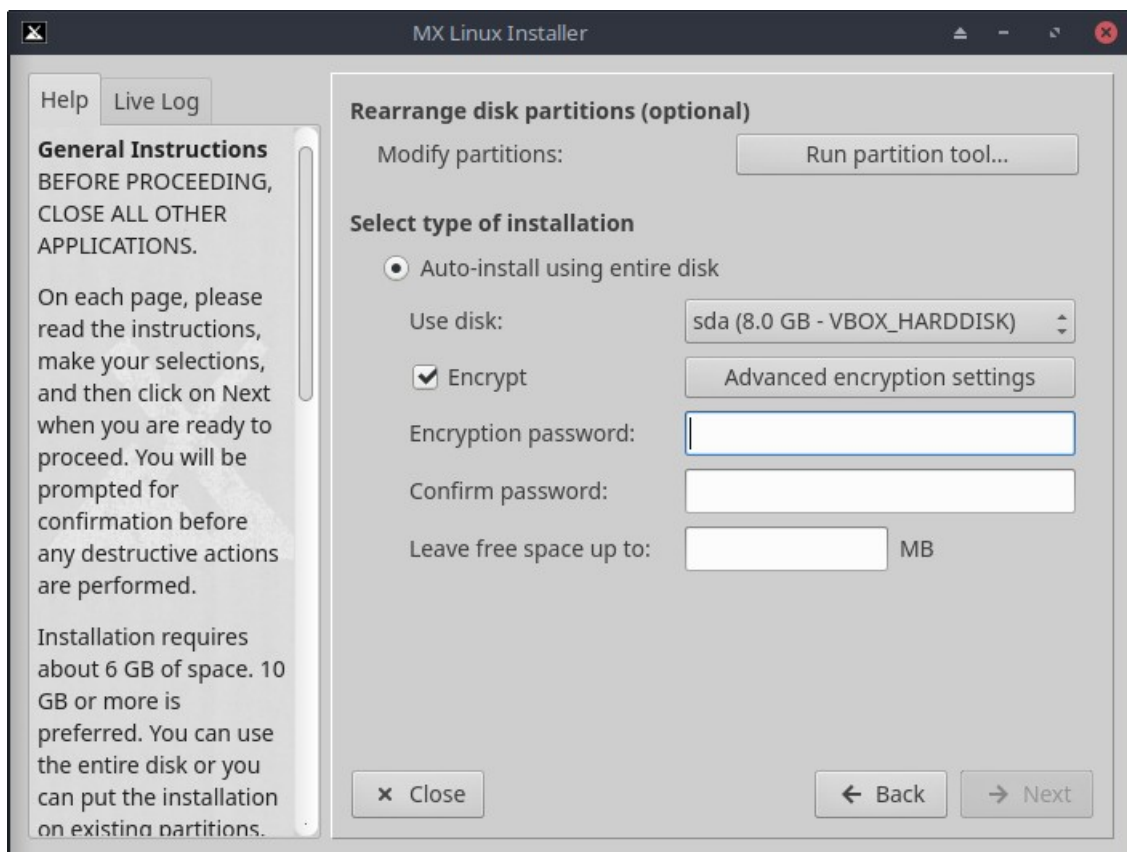 MX Linux Installer
Help
Live Log
General Instructions
BEFORE PROCEEDING,
CLOSE ALL OTHER
APPLICATIONS.
On each page, please
read the instructions,
make your selections,
and then click on Next
when you are ready to
proceed. You will be
prompted for
confirmation before
any destructive actions
are performed.
Installation requires
about 6 GB of space. 10
GB or more is
preferred. You can use
the entire disk or you
can put the installation
on existing partitions.
Rearrange disk partitions (optional)
Modify partitions:
Run partition tool...
Select type of installation
Auto-install using entire disk
Use disk:
sda (8.0 GB - VBOX_HARDDISK)
Encrypt
Advanced encryption settings
Encryption password:
Confirm password:
Leave free space up to:
MB
Close
Back
Next